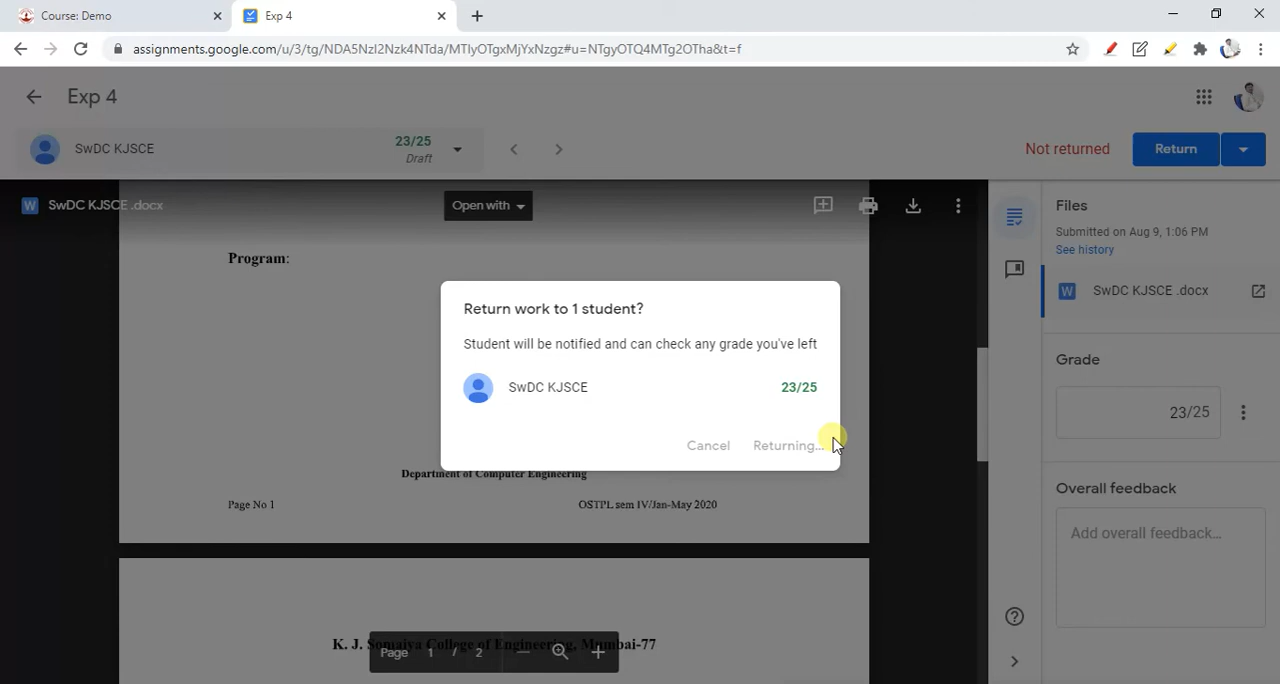 Course: Demo
Exp 4
assignments.google.com/u/3/tg/NDA5NzI2Nzk4NTda/MTIyOTgxMjYxNzgz#u=NTgyOTQ4MTg2OTha&t=f
Exp 4
SwDC KJSCE
23/25
Draft
Not returned
Return
SwDC KJSCE .docx
Open with
Files
Submitted on Aug 9, 1:06 PM
See history
SwDC KJSCE .docx
Program:
Return work to 1 student?
Student will be notified and can check any grade you've left
SwDC KJSCE
23/25
Cancel
Returning...
Grade
23/25
Department of Computer Engineering
Page No 1
OSTPL sem IV/Jan-May 2020
Overall feedback
Add overall feedback...
K. J. Somaiya College of Engineering, Mumbai-77
Page 1 / 2